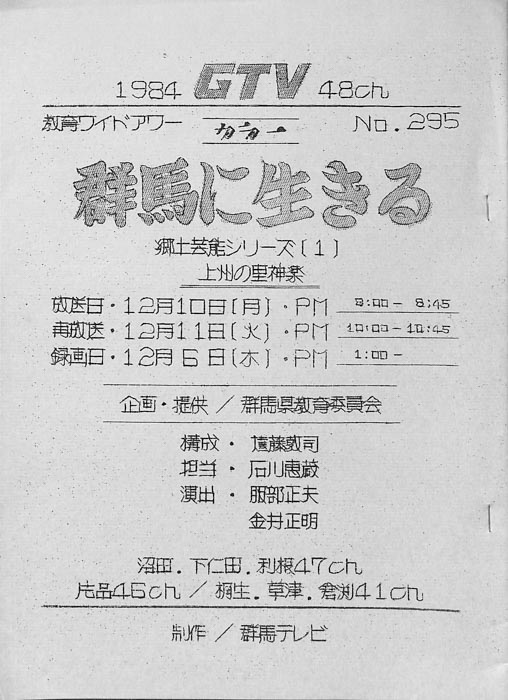 1984 GTV 48ch
教育ワイドアワー カラー No.295
群馬に生きる
郷土芸能シリーズ〔1〕
上州の里神楽
放送日・12月10日〔月〕・PM 8:00－8:45
再放送・12月11日〔火〕・PM 10:00－10:45
録画日・12月6日〔木〕・PM 1:00－
企画・提供／群馬県教育委員会
構成・遠藤敦司
担当・石川恵蔵
演出・服部正夫
金井正明
沼田．下仁田．利根47ch
片品46ch／桐生．草津．倉渕41ch
制作／群馬テレビ